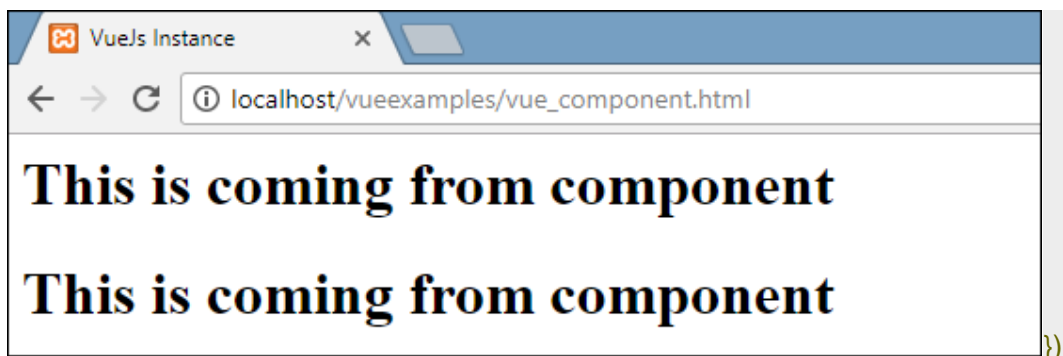 VueJs Instance
localhost/vueexamples/vue_component.html
This is coming from component
This is coming from component
})